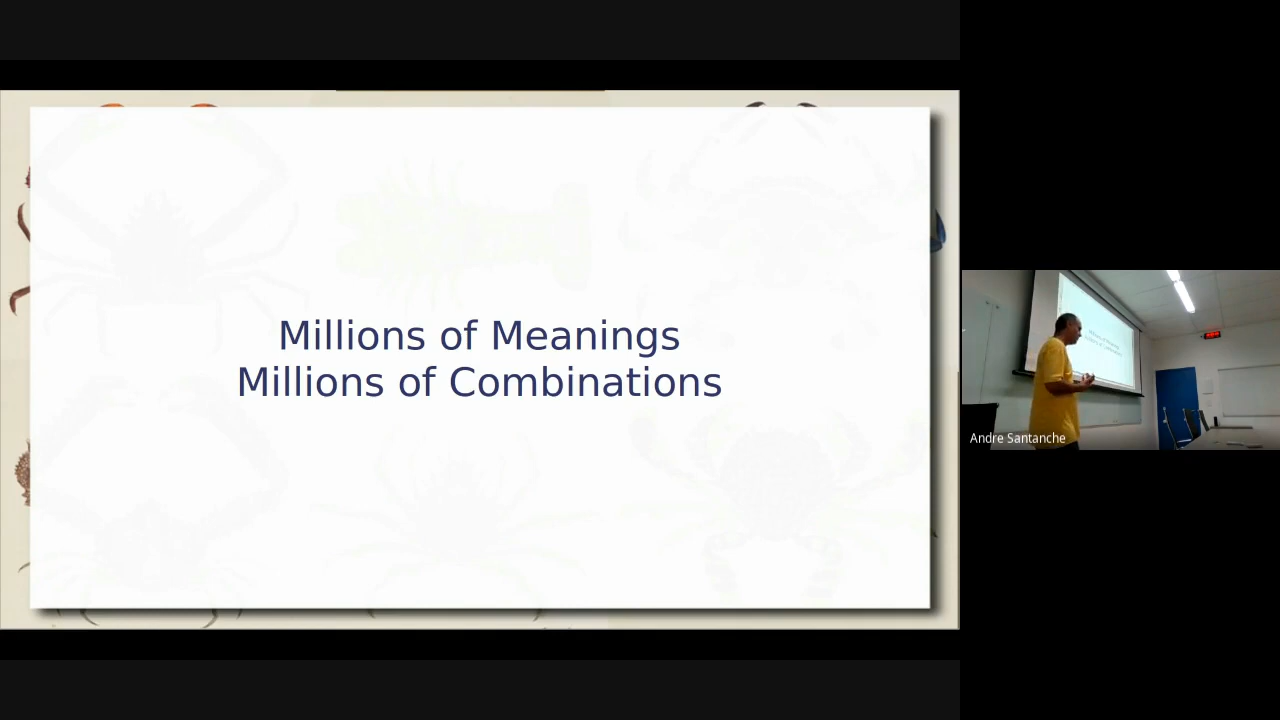 Millions of Meanings
Millions of Combinations
Andre Santanche